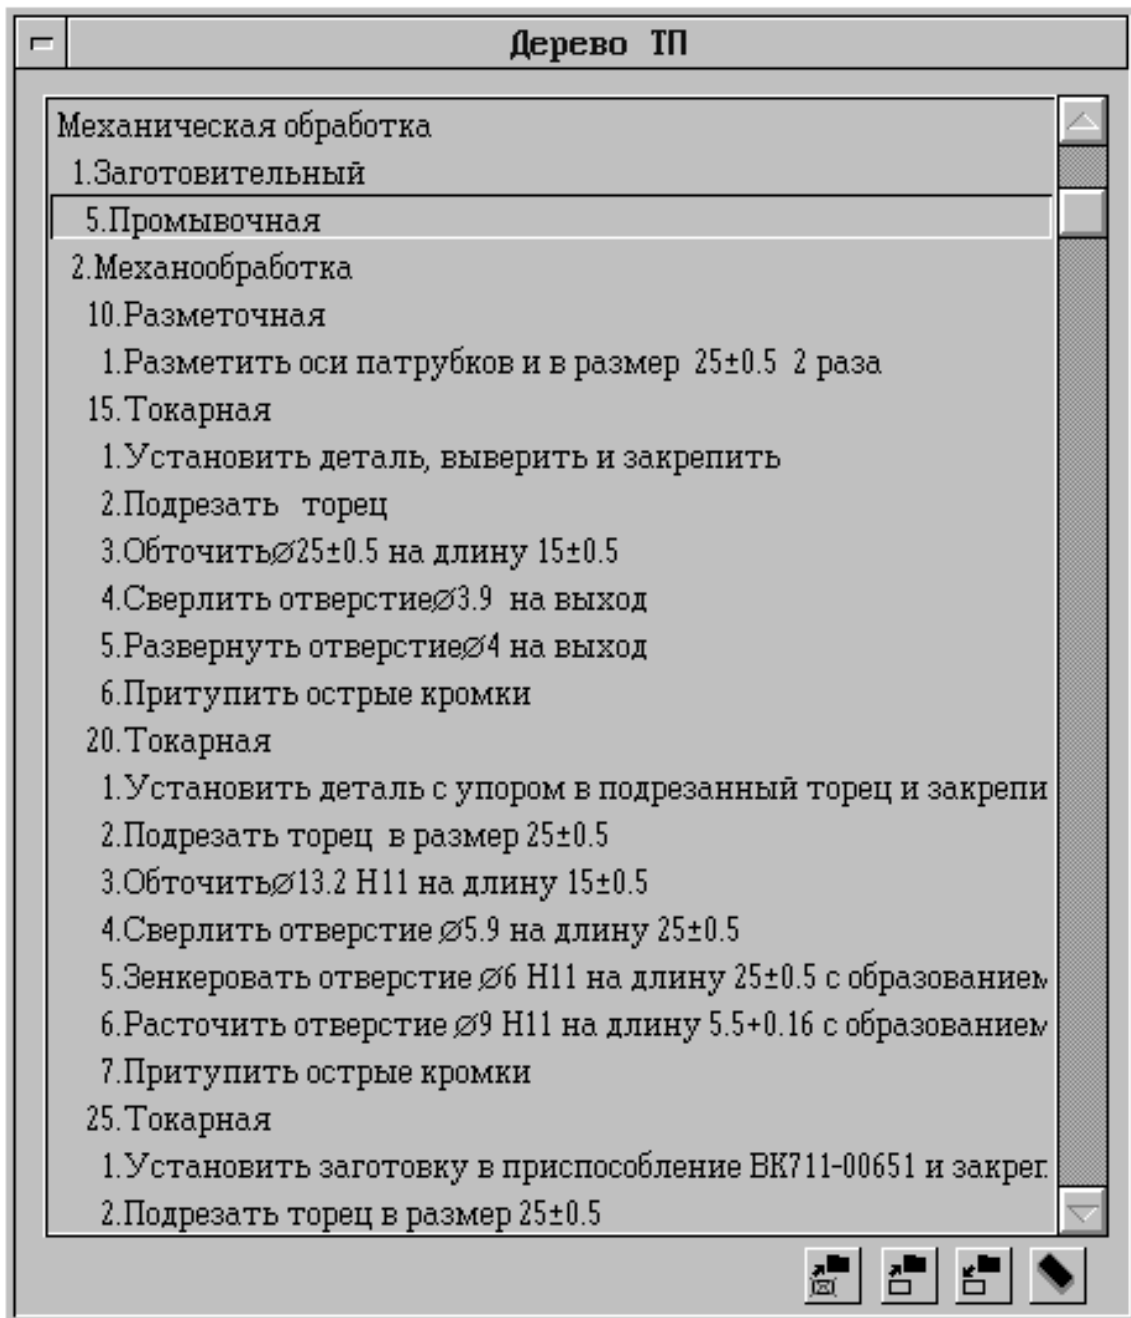 Дерево ТП
Механическая обработка
1.Заготовительный
5.Промывочная
2.Механообработка
10.Разметочная
1.Разметить оси патрубков и в размер 25±0.5 2 раза
15.Токарная
1.Установить деталь, выверить и закрепить
2.Подрезать торец
3.Обточить⌀25±0.5 на длину 15±0.5
4.Сверлить отверстие⌀3.9 на выход
5.Развернуть отверстие⌀4 на выход
6.Притупить острые кромки
20.Токарная
1.Установить деталь с упором в подрезанный торец и закрепи
2.Подрезать торец в размер 25±0.5
3.Обточить⌀13.2 Н11 на длину 15±0.5
4.Сверлить отверстие ⌀5.9 на длину 25±0.5
5.Зенкеровать отверстие ⌀6 Н11 на длину 25±0.5 с образованием
6.Расточить отверстие ⌀9 Н11 на длину 5.5+0.16 с образованием
7.Притупить острые кромки
25.Токарная
1.Установить заготовку в приспособление ВК711-00651 и закреп
2.Подрезать торец в размер 25±0.5